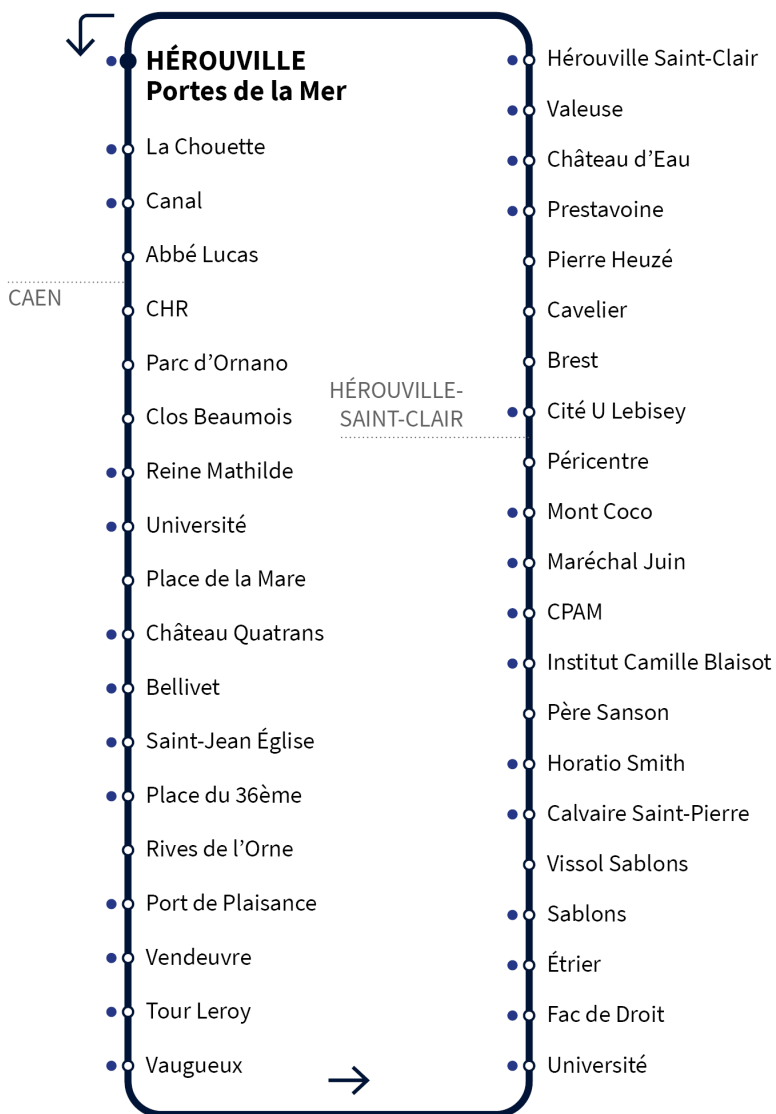 HÉROUVILLE
Portes de la Mer
La Chouette
Canal
Abbé Lucas
CAEN
CHR
Parc d’Ornano
Clos Beaumois
Reine Mathilde
Université
Place de la Mare
Château Quatrans
Bellivet
Saint-Jean Église
Place du 36ème
Rives de l’Orne
Port de Plaisance
Vendeuvre
Tour Leroy
Vaugueux
Hérouville Saint-Clair
Valeuse
Château d’Eau
Prestavoine
Pierre Heuzé
Cavelier
Brest
HÉROUVILLE-
SAINT-CLAIR
Cité U Lebisey
Péricentre
Mont Coco
Maréchal Juin
CPAM
Institut Camille Blaisot
Père Sanson
Horatio Smith
Calvaire Saint-Pierre
Vissol Sablons
Sablons
Étrier
Fac de Droit
Université